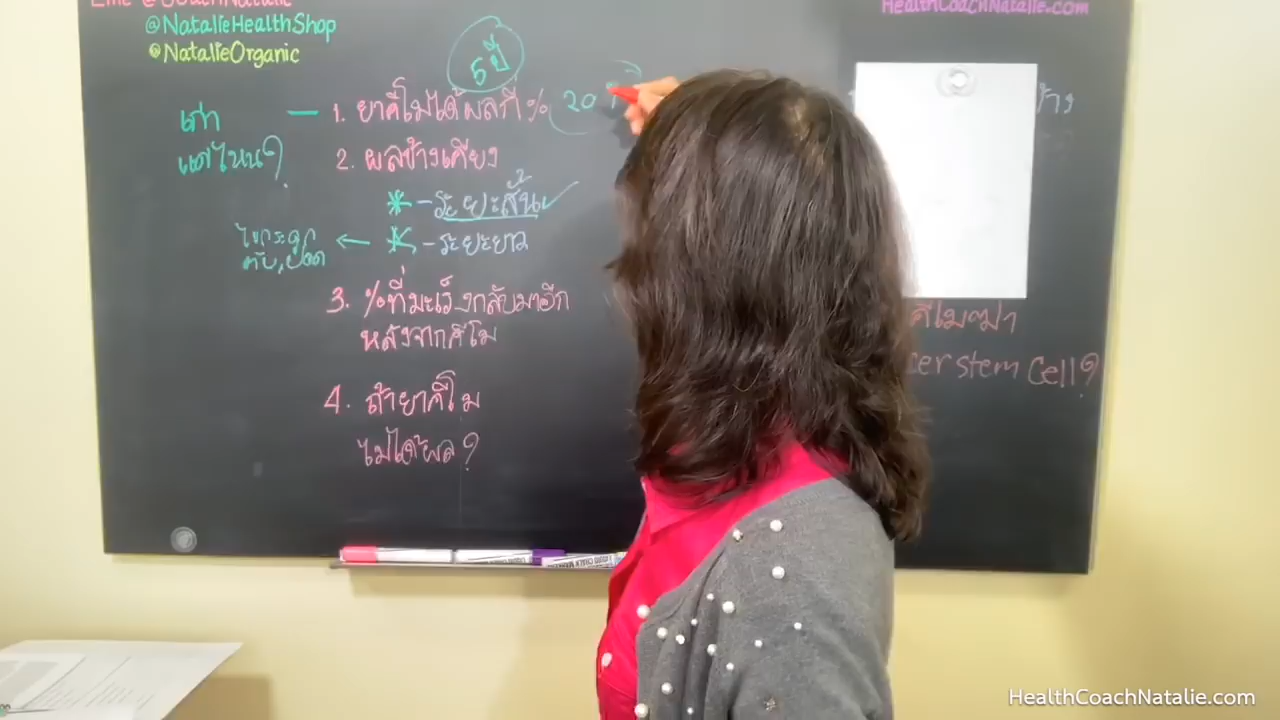 @NatalieHealthShop
@NatalieOrganic
HealthCoachNatalie.com
5 ปี
เก่า
แค่ไหน?
1. ยาคีโมได้ผลกี่ %
20
2. ผลข้างเคียง
* - ระยะสั้น ✓
* - ระยะยาว
ไขกระดูก
ตับ, ปอด
3. % ที่มะเร็งกลับมาอีก
หลังจากคีโม
4. ถ้ายาคีโม
ไม่ได้ผล?
คีโมฆ่า
cer stem cell?
HealthCoachNatalie.com